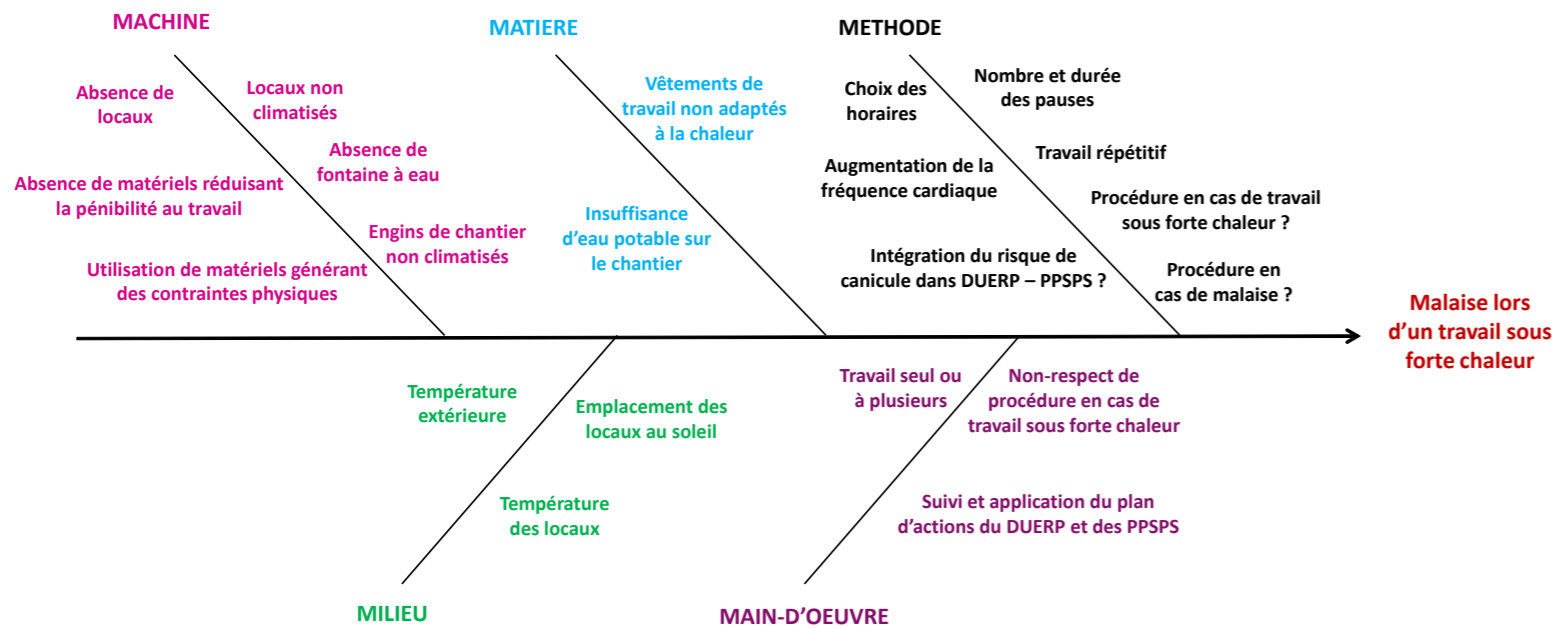 MACHINE
Absence de
locaux
Locaux non
climatisés
Absence de
fontaine à eau
Absence de matériels réduisant
la pénibilité au travail
Engins de chantier
non climatisés
Utilisation de matériels générant
des contraintes physiques
MATIERE
Vêtements de
travail non adaptés
à la chaleur
Insuffisance
d’eau potable sur
le chantier
METHODE
Choix des
horaires
Nombre et durée
des pauses
Augmentation de la
fréquence cardiaque
Travail répétitif
Procédure en cas de travail
sous forte chaleur ?
Intégration du risque de
canicule dans DUERP – PPSPS ?
Procédure en
cas de malaise ?
Malaise lors
d’un travail sous
forte chaleur
Température
extérieure
Emplacement des
locaux au soleil
Température
des locaux
MILIEU
Travail seul ou
à plusieurs
Non-respect de
procédure en cas de
travail sous forte chaleur
Suivi et application du plan
d’actions du DUERP et des PPSPS
MAIN-D’OEUVRE